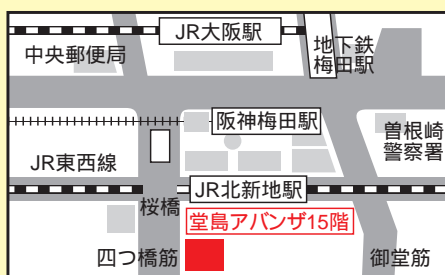 JR大阪駅
中央郵便局
地下鉄
梅田駅
阪神梅田駅
曽根崎
警察署
JR東西線
JR北新地駅
桜橋
堂島アバンザ15階
四つ橋筋
御堂筋